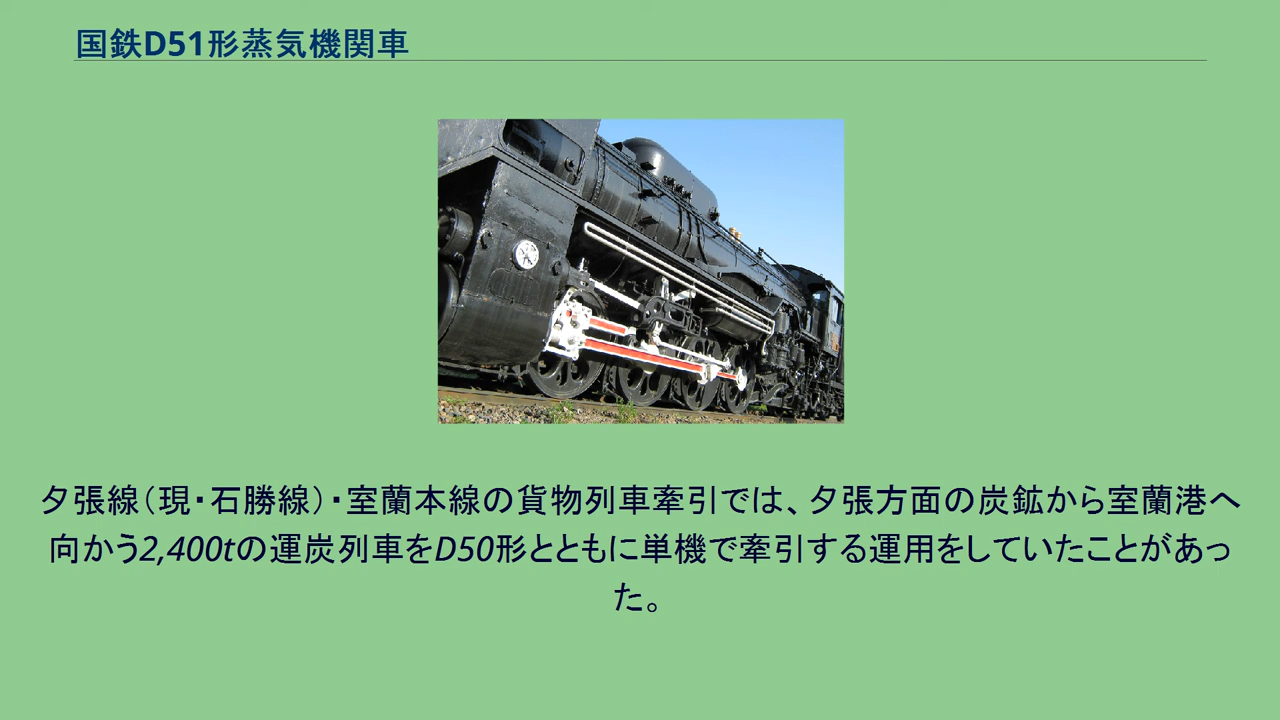 国鉄D51形蒸気機関車
夕張線（現・石勝線）・室蘭本線の貨物列車牽引では、夕張方面の炭鉱から室蘭港へ
向かう2,400tの運炭列車をD50形とともに単機で牽引する運用をしていたことがあっ
た。